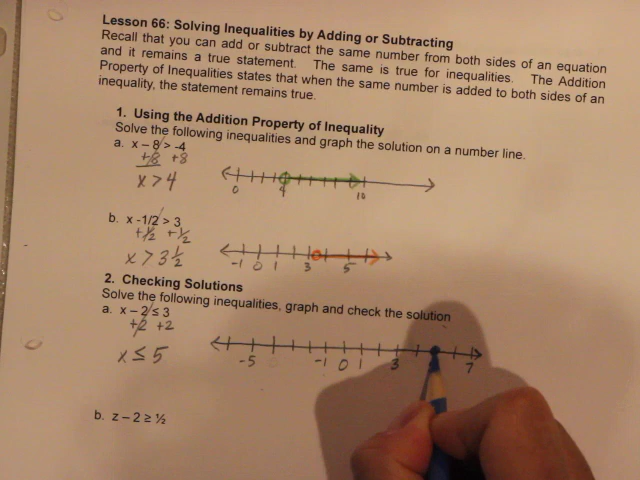 Lesson 66: Solving Inequalities by Adding or Subtracting
Recall that you can add or subtract the same number from both sides of an equation
and it remains a true statement. The same is true for inequalities. The Addition
Property of Inequalities states that when the same number is added to both sides of an
inequality, the statement remains true.
1. Using the Addition Property of Inequality
Solve the following inequalities and graph the solution on a number line.
a. x – 8 > -4
+8 +8
x > 4
0 4 10
b. x -1/2 > 3
+½ +½
x > 3 ½
-1 0 1 3 5
2. Checking Solutions
Solve the following inequalities, graph and check the solution
a. x – 2 ≤ 3
+2 +2
x ≤ 5
-5 -1 0 1 3 7
b. z – 2 ≥ ½